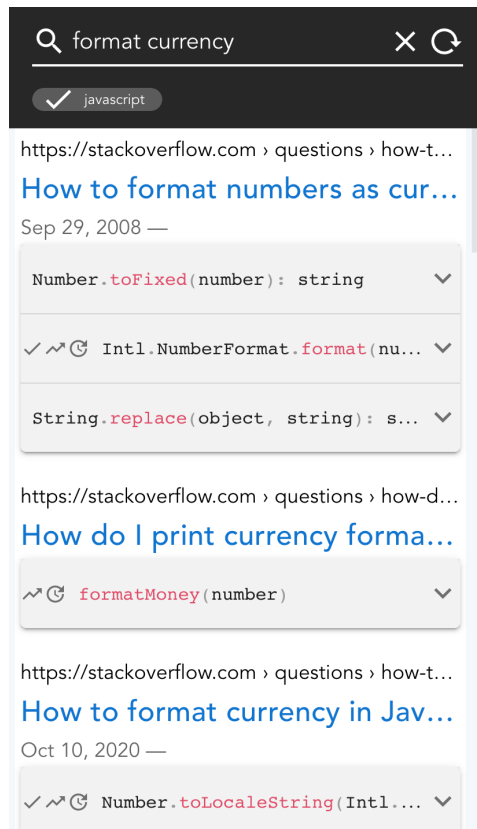 format currency
javascript
https://stackoverflow.com › questions › how-t...
How to format numbers as cur...
Sep 29, 2008 —
Number.toFixed(number): string
Intl.NumberFormat.format(nu...
String.replace(object, string): s...
https://stackoverflow.com › questions › how-d...
How do I print currency forma...
formatMoney(number)
https://stackoverflow.com › questions › how-t...
How to format currency in Jav...
Oct 10, 2020 —
Number.toLocaleString(Intl....